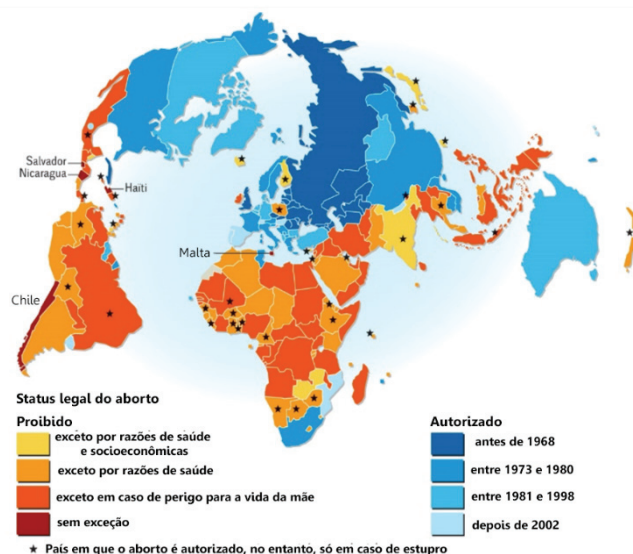 Salvador
Nicaragua
Haiti
Malta
Chile
Status legal do aborto
Proibido
exceto por razões de saúde
e socioeconômicas
exceto por razões de saúde
exceto em caso de perigo para a vida da mãe
sem exceção
Autorizado
antes de 1968
entre 1973 e 1980
entre 1981 e 1998
depois de 2002
★ País em que o aborto é autorizado, no entanto, só em caso de estupro